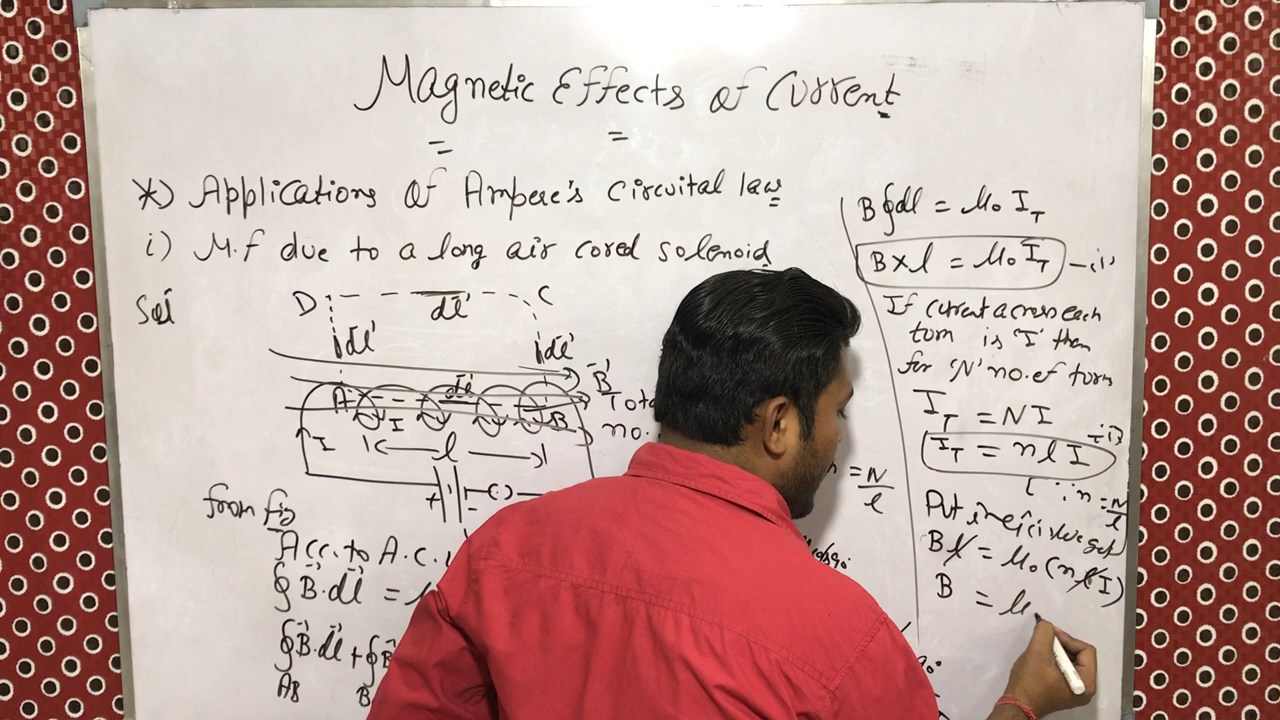 Magnetic Effects of Current
*) Applications of Ampere's Circuital law
i) M.f due to a long air cored solenoid
Sol
D
dl
C
dl
dl
B
A
dl
B
I
I
l
+
Tota
no.
= N/l
from fig
Acc. to A.C.
∮B.dl =
∮B.dl + ∮B
AB
B
90°
B∮dl = μ₀ I_T
B×l = μ₀ I_T —(i)
If current across each
turn is 'I' then
for 'N' no. of turn
I_T = NI
I_T = nlI
∵ n = N/l
Put in eq (i) we get
Bl = μ₀(nlI)
B = μ